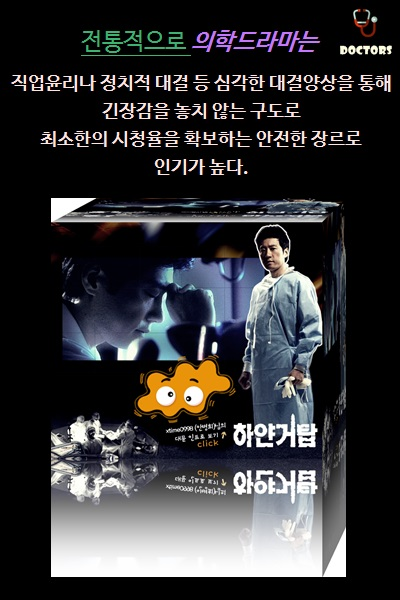 전통적으로 의학드라마는
DOCTORS
직업윤리나 정치적 대결 등 심각한 대결양상을 통해
긴장감을 놓치 않는 구도로
최소한의 시청율을 확보하는 안전한 장르로
인기가 높다.
click
하얀거탑